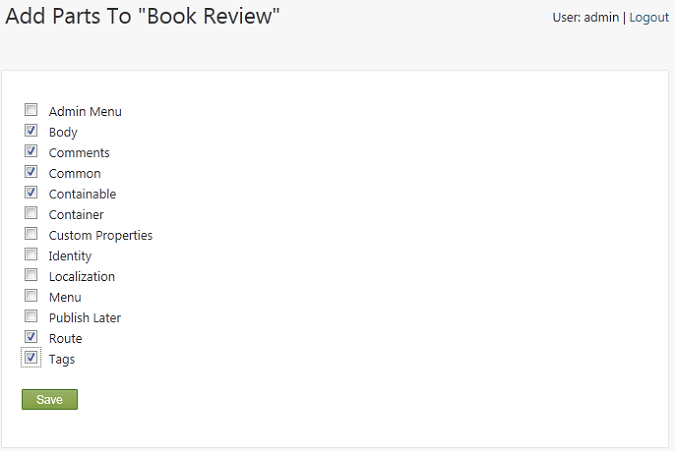 Add Parts To "Book Review"
User: admin | Logout
Admin Menu
Body
Comments
Common
Containable
Container
Custom Properties
Identity
Localization
Menu
Publish Later
Route
Tags
Save